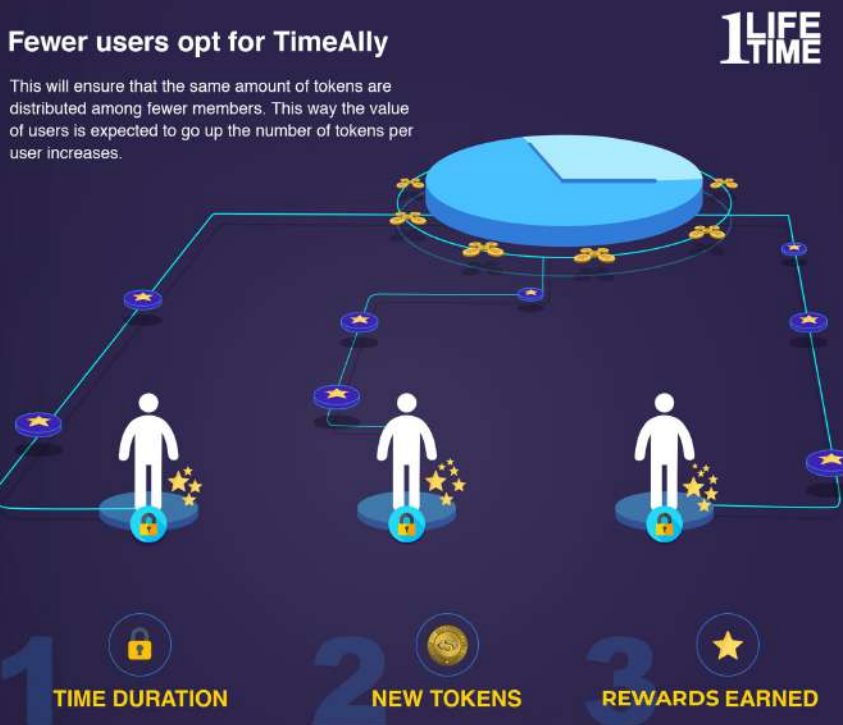 Fewer users opt for TimeAlly
1 LIFE
TIME
This will ensure that the same amount of tokens are
distributed among fewer members. This way the value
of users is expected to go up the number of tokens per
user increases.
1
TIME DURATION
2
NEW TOKENS
3
REWARDS EARNED